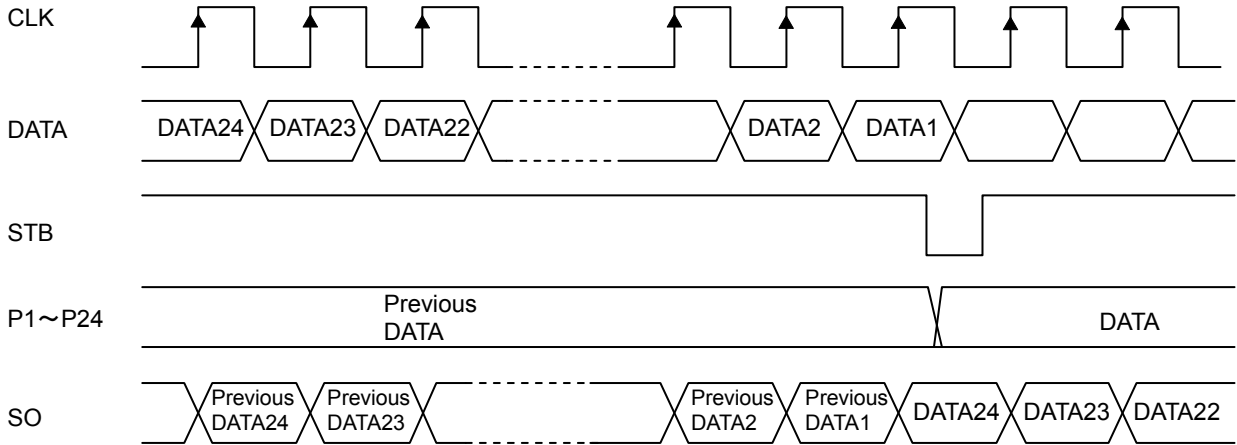 CLK
DATA
DATA24 DATA23 DATA22 DATA2 DATA1
STB
P1～P24
Previous
DATA
DATA
SO
Previous
DATA24
Previous
DATA23
Previous
DATA2
Previous
DATA1
DATA24 DATA23 DATA22